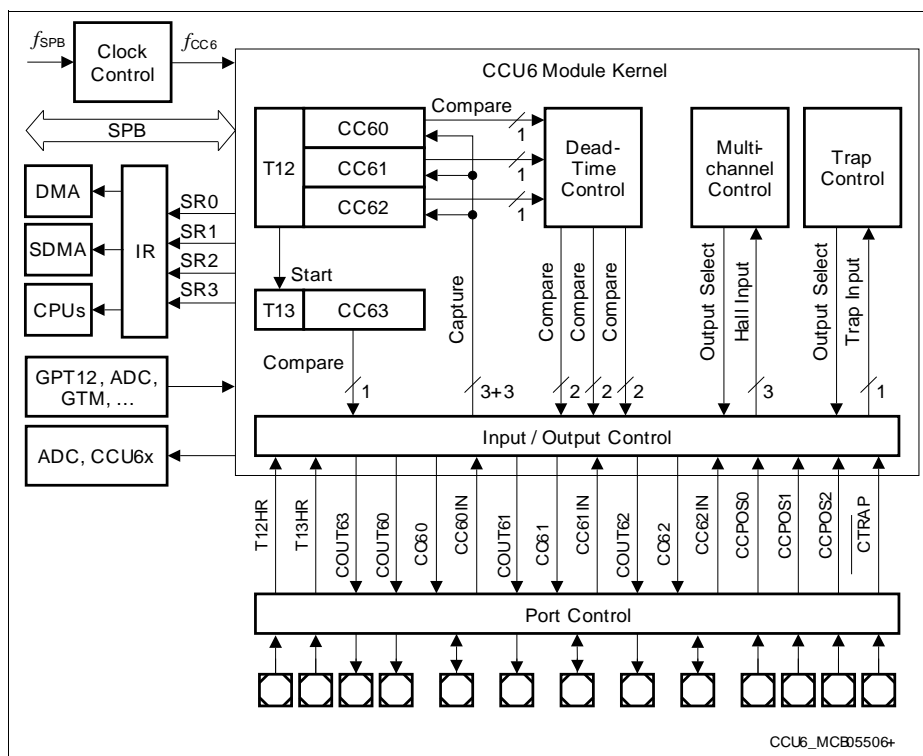 fSPB
Clock
Control
fCC6
CCU6 Module Kernel
SPB
DMA
SDMA
CPUs
IR
SR0
SR1
SR2
SR3
GPT12, ADC,
GTM, ...
ADC, CCU6x
T12
CC60
CC61
CC62
Compare
1
1
1
Dead-
Time
Control
Multi-
channel
Control
Trap
Control
Start
T13
CC63
Compare
1
Capture
3+3
Compare
Compare
Compare
2
2
2
Output Select
Hall Input
3
Output Select
Trap Input
1
Input / Output Control
T12HR
T13HR
COUT63
COUT60
CC60
CC60IN
COUT61
CC61
CC61IN
COUT62
CC62
CC62IN
CCPOS0
CCPOS1
CCPOS2
CTRAP
Port Control
CCU6_MCB05506+